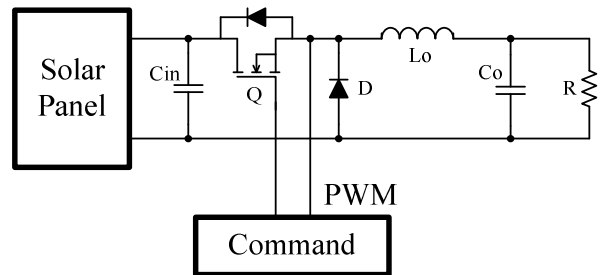 Solar
Panel
Cin
Q
D
Lo
Co
R
PWM
Command